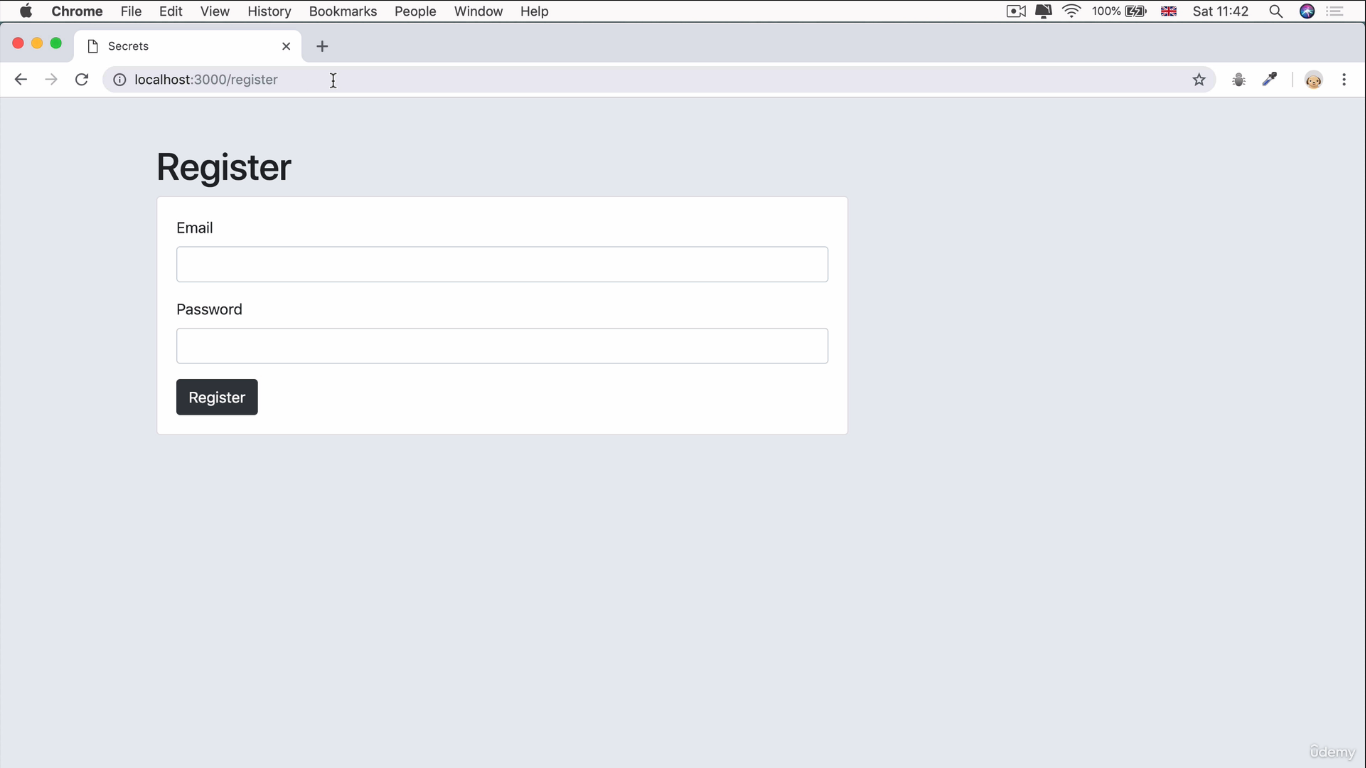 Chrome File Edit View History Bookmarks People Window Help 100% Sat 11:42
Secrets
localhost:3000/register
Register
Email
Password
Register
ûdemy